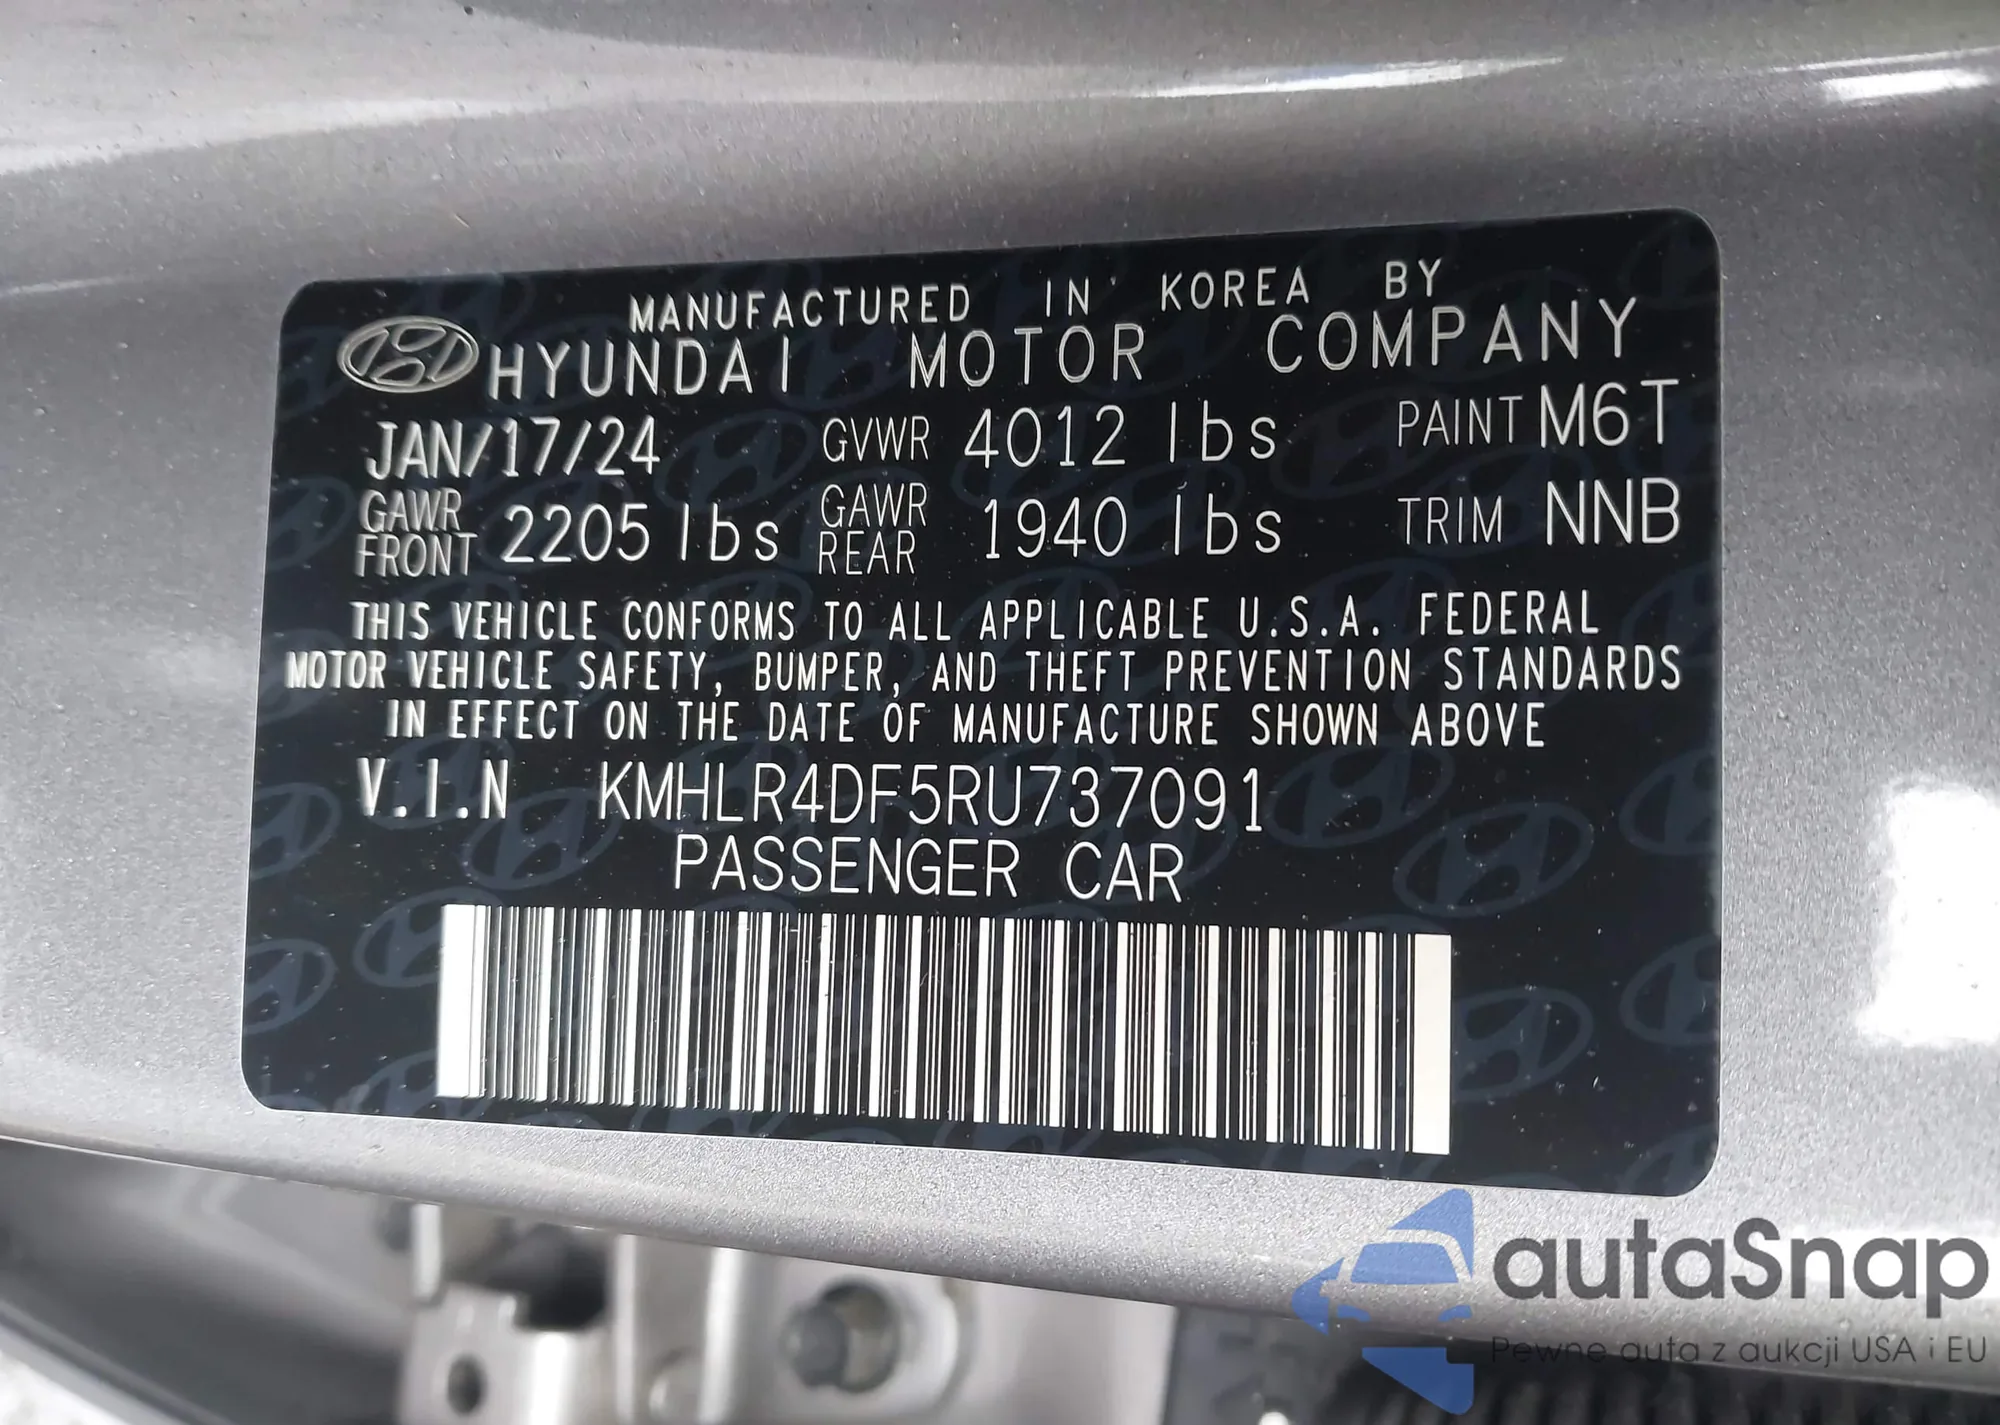 MANUFACTURED IN KOREA BY
HYUNDAI MOTOR COMPANY
JAN/17/24 GVWR 4012 lbs PAINT M6T
GAWR FRONT 2205 lbs GAWR REAR 1940 lbs TRIM NNB
THIS VEHICLE CONFORMS TO ALL APPLICABLE U.S.A. FEDERAL
MOTOR VEHICLE SAFETY, BUMPER, AND THEFT PREVENTION STANDARDS
IN EFFECT ON THE DATE OF MANUFACTURE SHOWN ABOVE
V.I.N KMHLR4DF5RU737091
PASSENGER CAR
autaSnap
Pewne auta z aukcji USA i EU